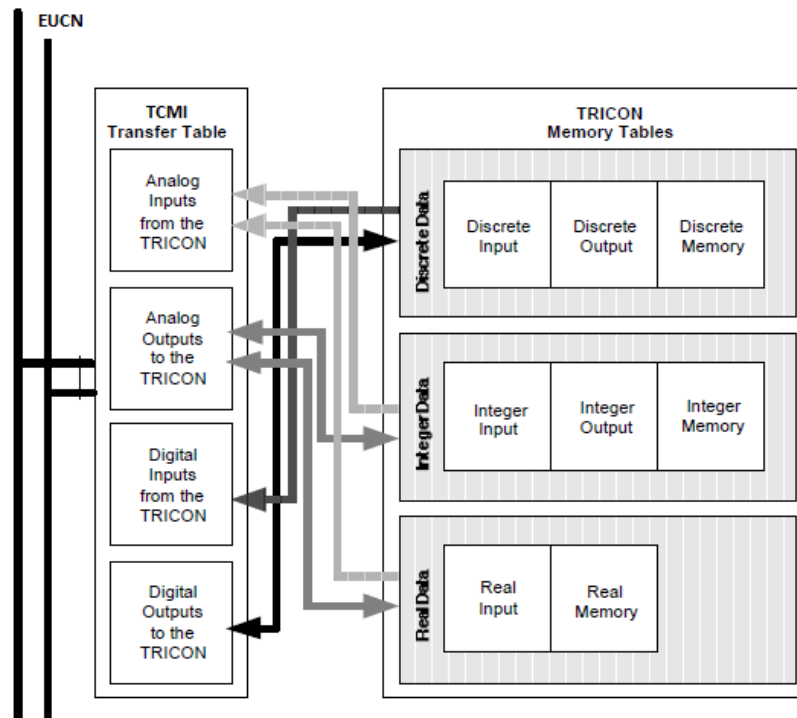 EUCN
TCMI
Transfer Table
Analog
Inputs
from the
TRICON
Analog
Outputs
to the
TRICON
Digital
Inputs
from the
TRICON
Digital
Outputs
to the
TRICON
TRICON
Memory Tables
Discrete Data
Discrete
Input
Discrete
Output
Discrete
Memory
Integer Data
Integer
Input
Integer
Output
Integer
Memory
Real Data
Real
Input
Real
Memory